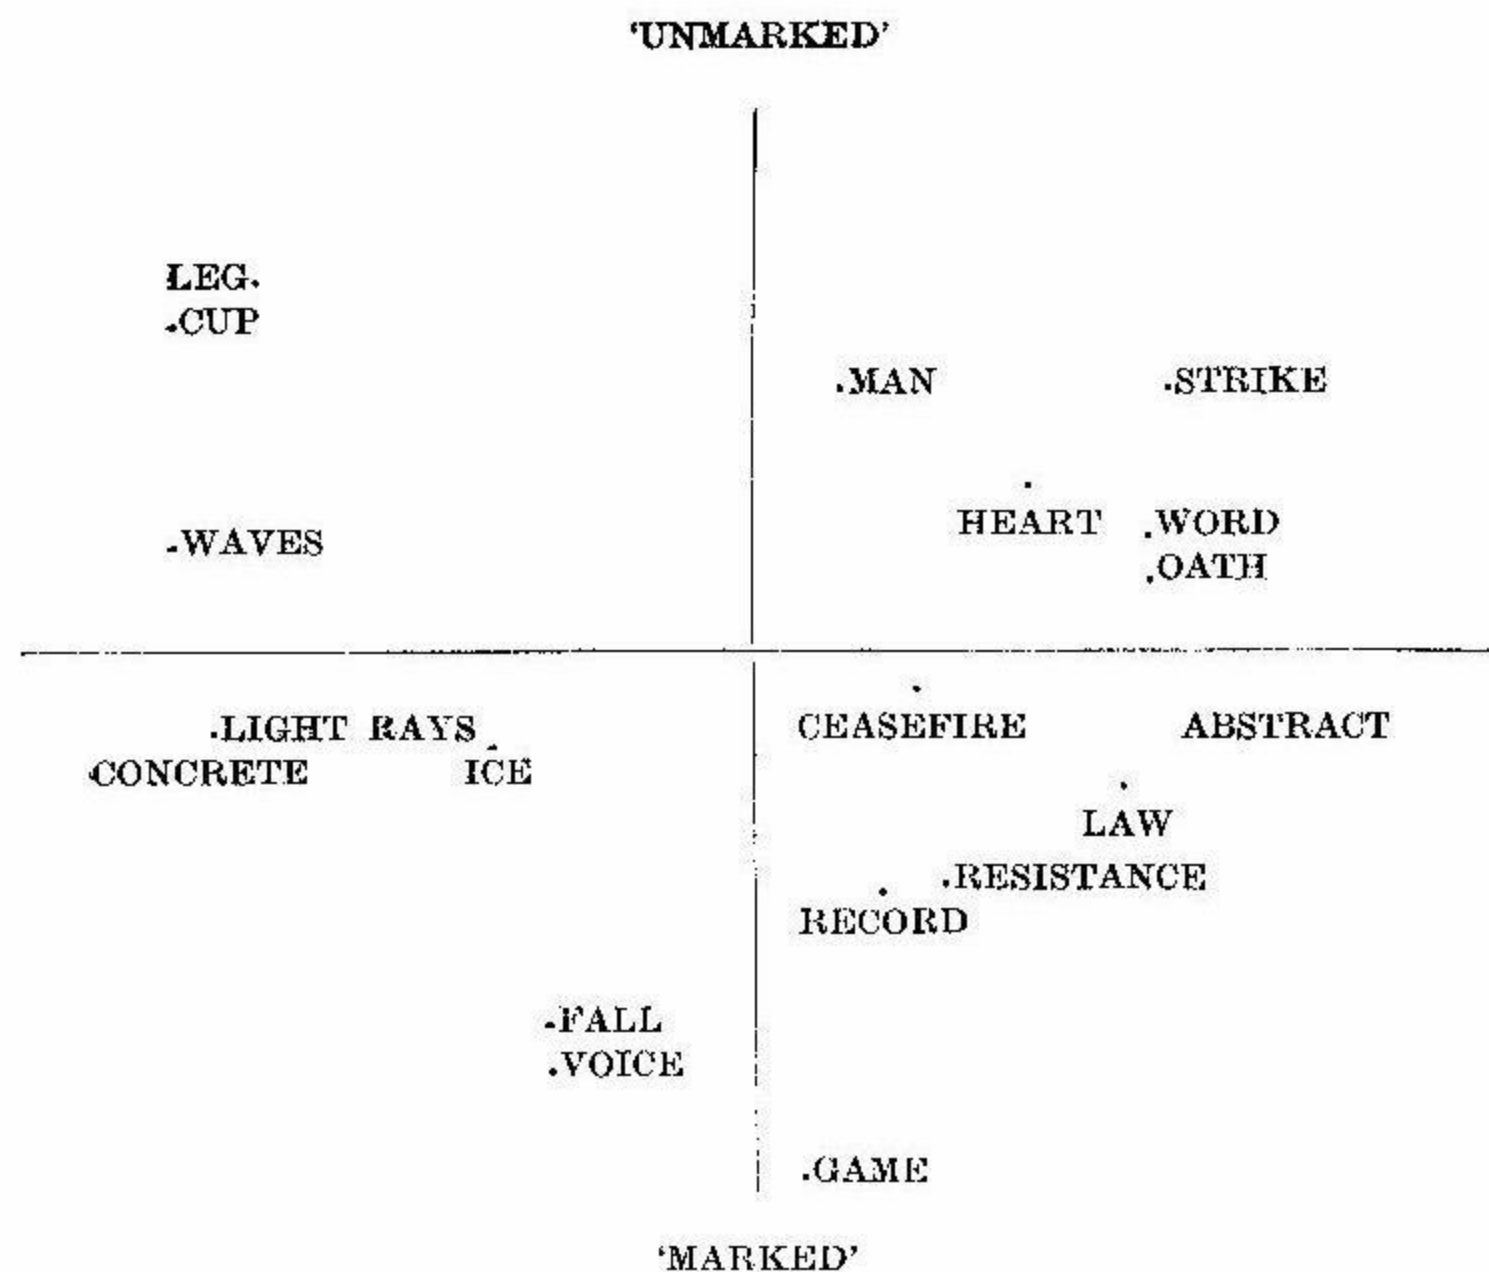 'UNMARKED'
LEG.
.CUP
.MAN .STRIKE
HEART .WORD
.WAVES
.OATH
.LIGHT RAYS CEASEFIRE ABSTRACT
CONCRETE ICE
LAW
.RESISTANCE
RECORD
.FALL
.VOICE
.GAME
'MARKED'